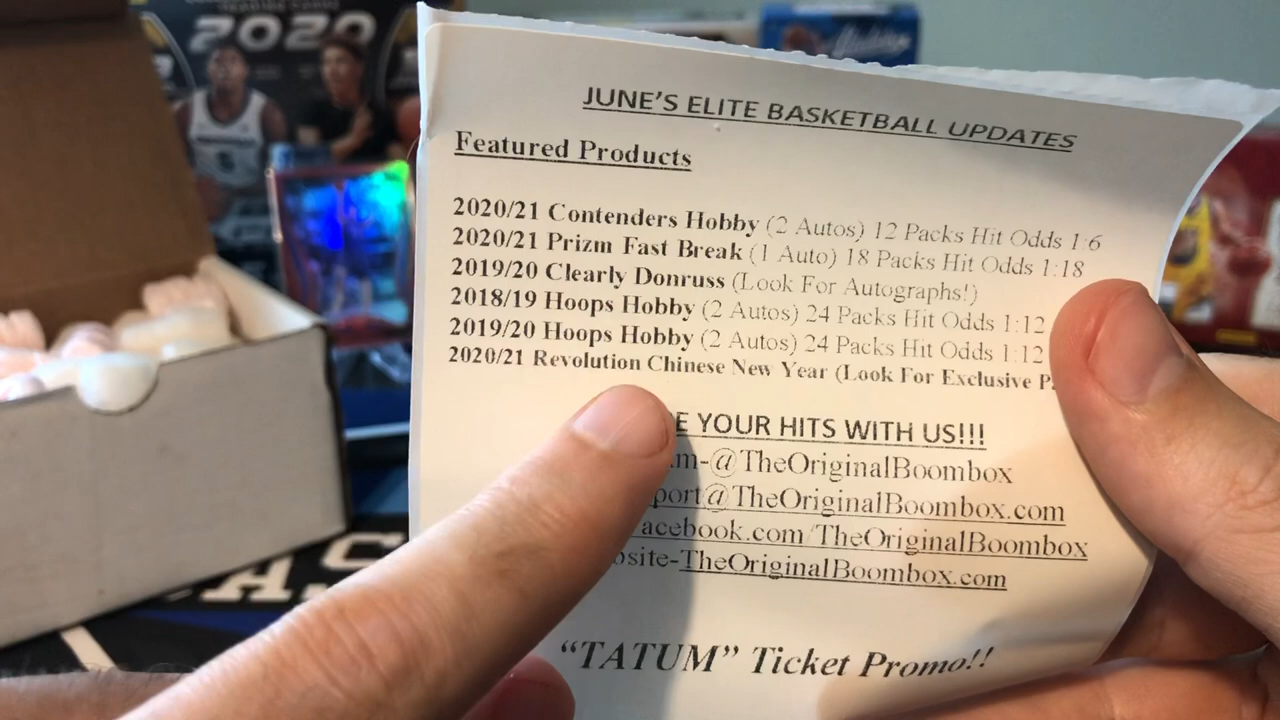 TRADING CARDS
2020
JUNE'S ELITE BASKETBALL UPDATES
Featured Products
2020/21 Contenders Hobby (2 Autos) 12 Packs Hit Odds 1:6
2020/21 Prizm Fast Break (1 Auto) 18 Packs Hit Odds 1:18
2019/20 Clearly Donruss (Look For Autographs!)
2018/19 Hoops Hobby (2 Autos) 24 Packs Hit Odds 1:12
2019/20 Hoops Hobby (2 Autos) 24 Packs Hit Odds 1:12
2020/21 Revolution Chinese New Year (Look For Exclusive P
E YOUR HITS WITH US!!!
m-@TheOriginalBoombox
port@TheOriginalBoombox.com
acebook.com/TheOriginalBoombox
site-TheOriginalBoombox.com
"TATUM" Ticket Promo!!